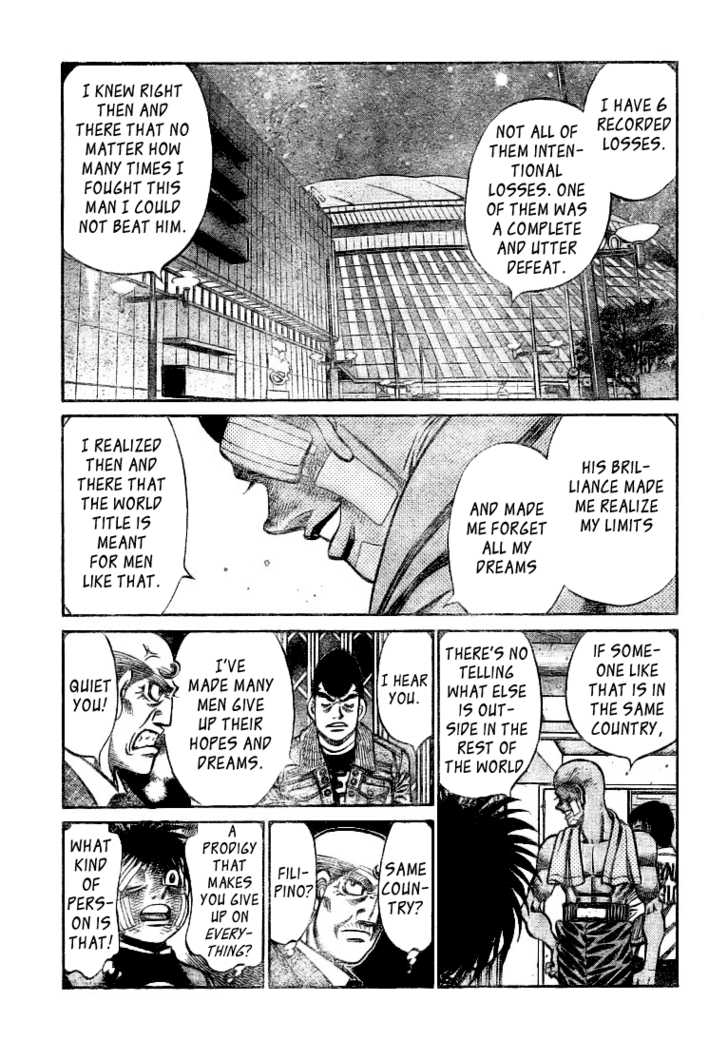 I HAVE 6
RECORDED
LOSSES.
NOT ALL OF
THEM INTEN-
TIONAL
LOSSES. ONE
OF THEM WAS
A COMPLETE
AND UTTER
DEFEAT.
I KNEW RIGHT
THEN AND
THERE THAT NO
MATTER HOW
MANY TIMES I
FOUGHT THIS
MAN I COULD
NOT BEAT HIM.
HIS BRIL-
LIANCE MADE
ME REALIZE
MY LIMITS
AND MADE
ME FORGET
ALL MY
DREAMS
I REALIZED
THEN AND
THERE THAT
THE WORLD
TITLE IS
MEANT
FOR MEN
LIKE THAT.
IF SOME-
ONE LIKE
THAT IS IN
THE SAME
COUNTRY,
THERE'S NO
TELLING
WHAT ELSE
IS OUT-
SIDE IN THE
REST OF
THE WORLD
I HEAR
YOU.
I'VE
MADE MANY
MEN GIVE
UP THEIR
HOPES AND
DREAMS.
QUIET
YOU!
SAME
COUN-
TRY?
FILI-
PINO?
A
PRODIGY
THAT
MAKES
YOU GIVE
UP ON
EVERY-
THING?
WHAT
KIND
OF
PERS-
ON IS
THAT!